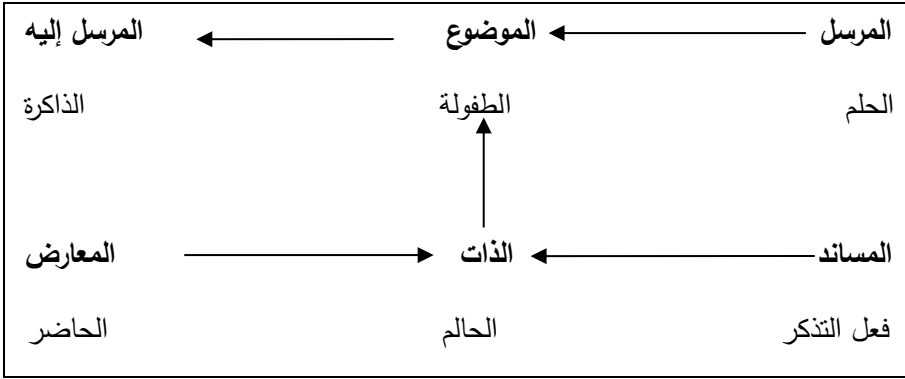 المرسل الموضوع المرسل إليه
الحلم الطفولة الذاكرة
المساند الذات المعارض
فعل التذكر الحالم الحاضر